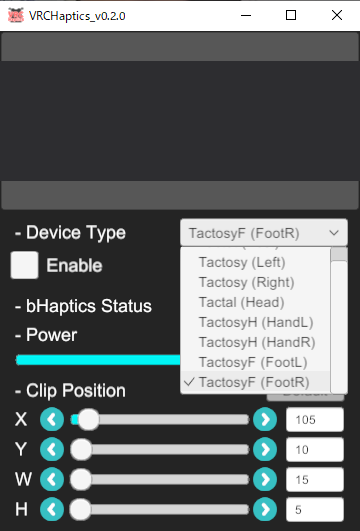 VRCHaptics_v0.2.0
- Device Type
TactosyF (FootR)
Enable
Tactosy (Left)
Tactosy (Right)
Tactal (Head)
TactosyH (HandL)
TactosyH (HandR)
TactosyF (FootL)
TactosyF (FootR)
- bHaptics Status
- Power
- Clip Position
X
105
Y
10
W
15
H
5